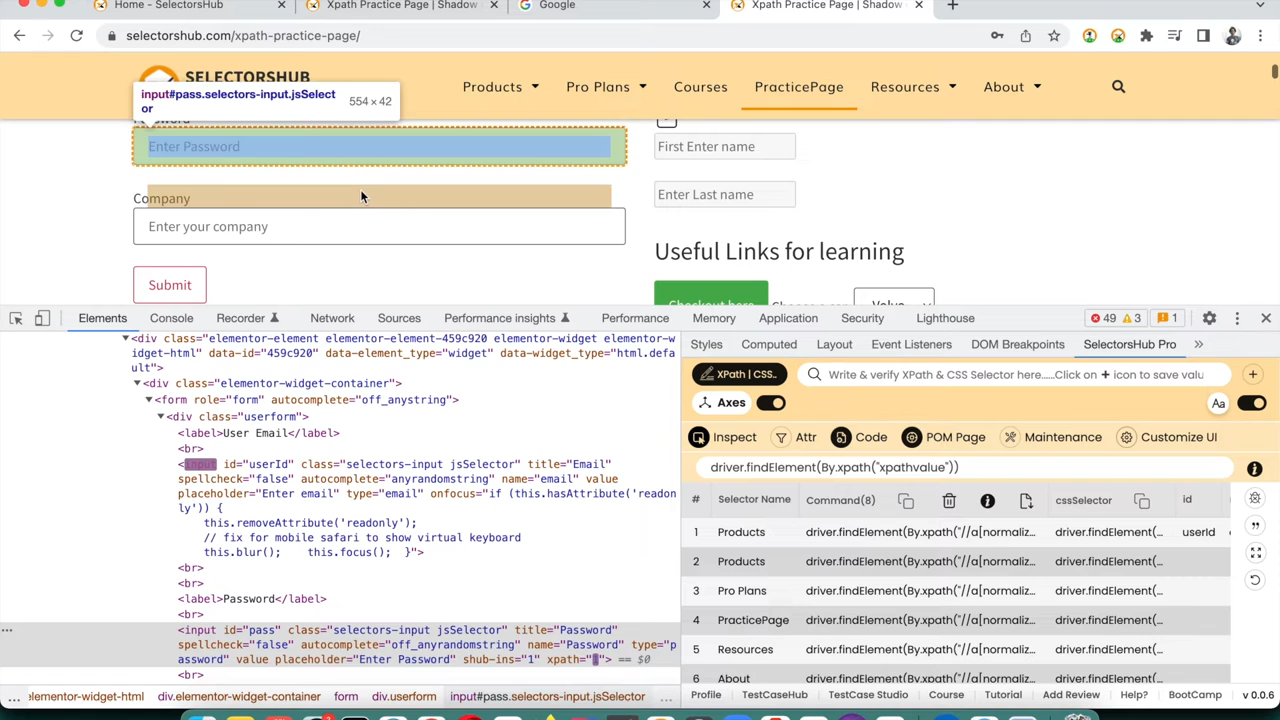 Home - SelectorsHub
Xpath Practice Page | Shadow
Google
Xpath Practice Page | Shadow
selectorshub.com/xpath-practice-page/
SELECTORSHUB
Products
Pro Plans
Courses
PracticePage
Resources
About
input#pass.selectors-input.jsSelect
or
554 × 42
Enter Password
Company
Enter your company
Submit
First Enter name
Enter Last name
Useful Links for learning
Checkout here
Value
Elements
Console
Recorder
Network
Sources
Performance insights
Performance
Memory
Application
Security
Lighthouse
49
3
1
<div class="elementor-element elementor-element-459c920 elementor-widget elementor-w
idget-html" data-id="459c920" data-element_type="widget" data-widget_type="html.defa
ult">
<div class="elementor-widget-container">
<form role="form" autocomplete="off_anystring">
<div class="userform">
<label>User Email</label>
<br>
<input id="userId" class="selectors-input jsSelector" title="Email"
spellcheck="false" autocomplete="anyrandomstring" name="email" value
placeholder="Enter email" type="email" onfocus="if (this.hasAttribute('readon
ly')) {
this.removeAttribute('readonly');
// fix for mobile safari to show virtual keyboard
this.blur();    this.focus();  }">
<br>
<br>
<label>Password</label>
<br>
<input id="pass" class="selectors-input jsSelector" title="Password"
spellcheck="false" autocomplete="off_anyrandomstring" name="Password" type="p
assword" value placeholder="Enter Password" shub-ins="1" xpath="1"> == $0
<br>
elementor-widget-html
div.elementor-widget-container
form
div.userform
input#pass.selectors-input.jsSelector
Styles
Computed
Layout
Event Listeners
DOM Breakpoints
SelectorsHub Pro
XPath | CSS..
Write & verify XPath & CSS Selector here......Click on + icon to save valu
Axes
Aa
Inspect
Attr
Code
POM Page
Maintenance
Customize UI
driver.findElement(By.xpath("xpathvalue"))
# Selector Name Command(8) cssSelector id
1 Products driver.findElement(By.xpath("//a[normaliz... driver.findElement(... userId
2 Products driver.findElement(By.xpath("//a[normaliz... driver.findElement(...
3 Pro Plans driver.findElement(By.xpath("//a[normaliz... driver.findElement(...
4 PracticePage driver.findElement(By.xpath("//a[normaliz... driver.findElement(...
5 Resources driver.findElement(By.xpath("//a[normaliz... driver.findElement(...
6 About driver.findElement(By.xpath("//a[normaliz... driver.findElement(...
Profile
TestCaseHub
TestCase Studio
Course
Tutorial
Add Review
Help?
BootCamp
v 0.0.6